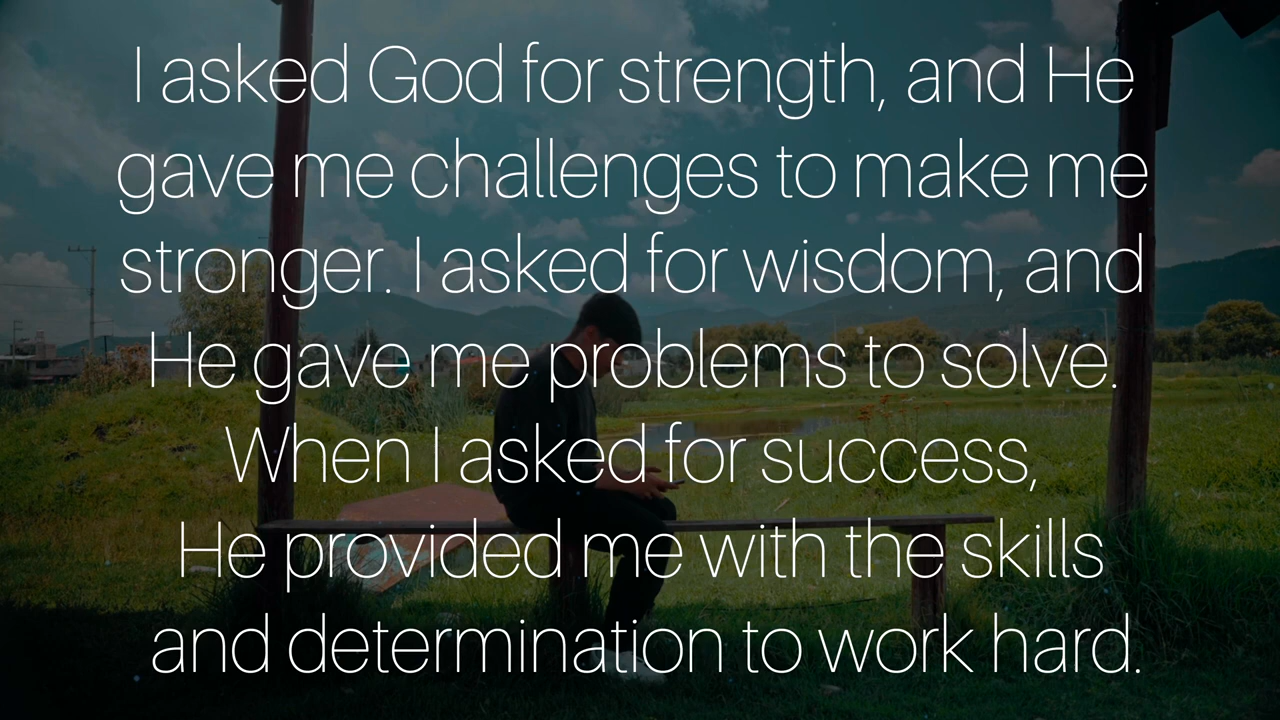 I asked God for strength, and He
gave me challenges to make me
stronger. I asked for wisdom, and
He gave me problems to solve.
When I asked for success,
He provided me with the skills
and determination to work hard.